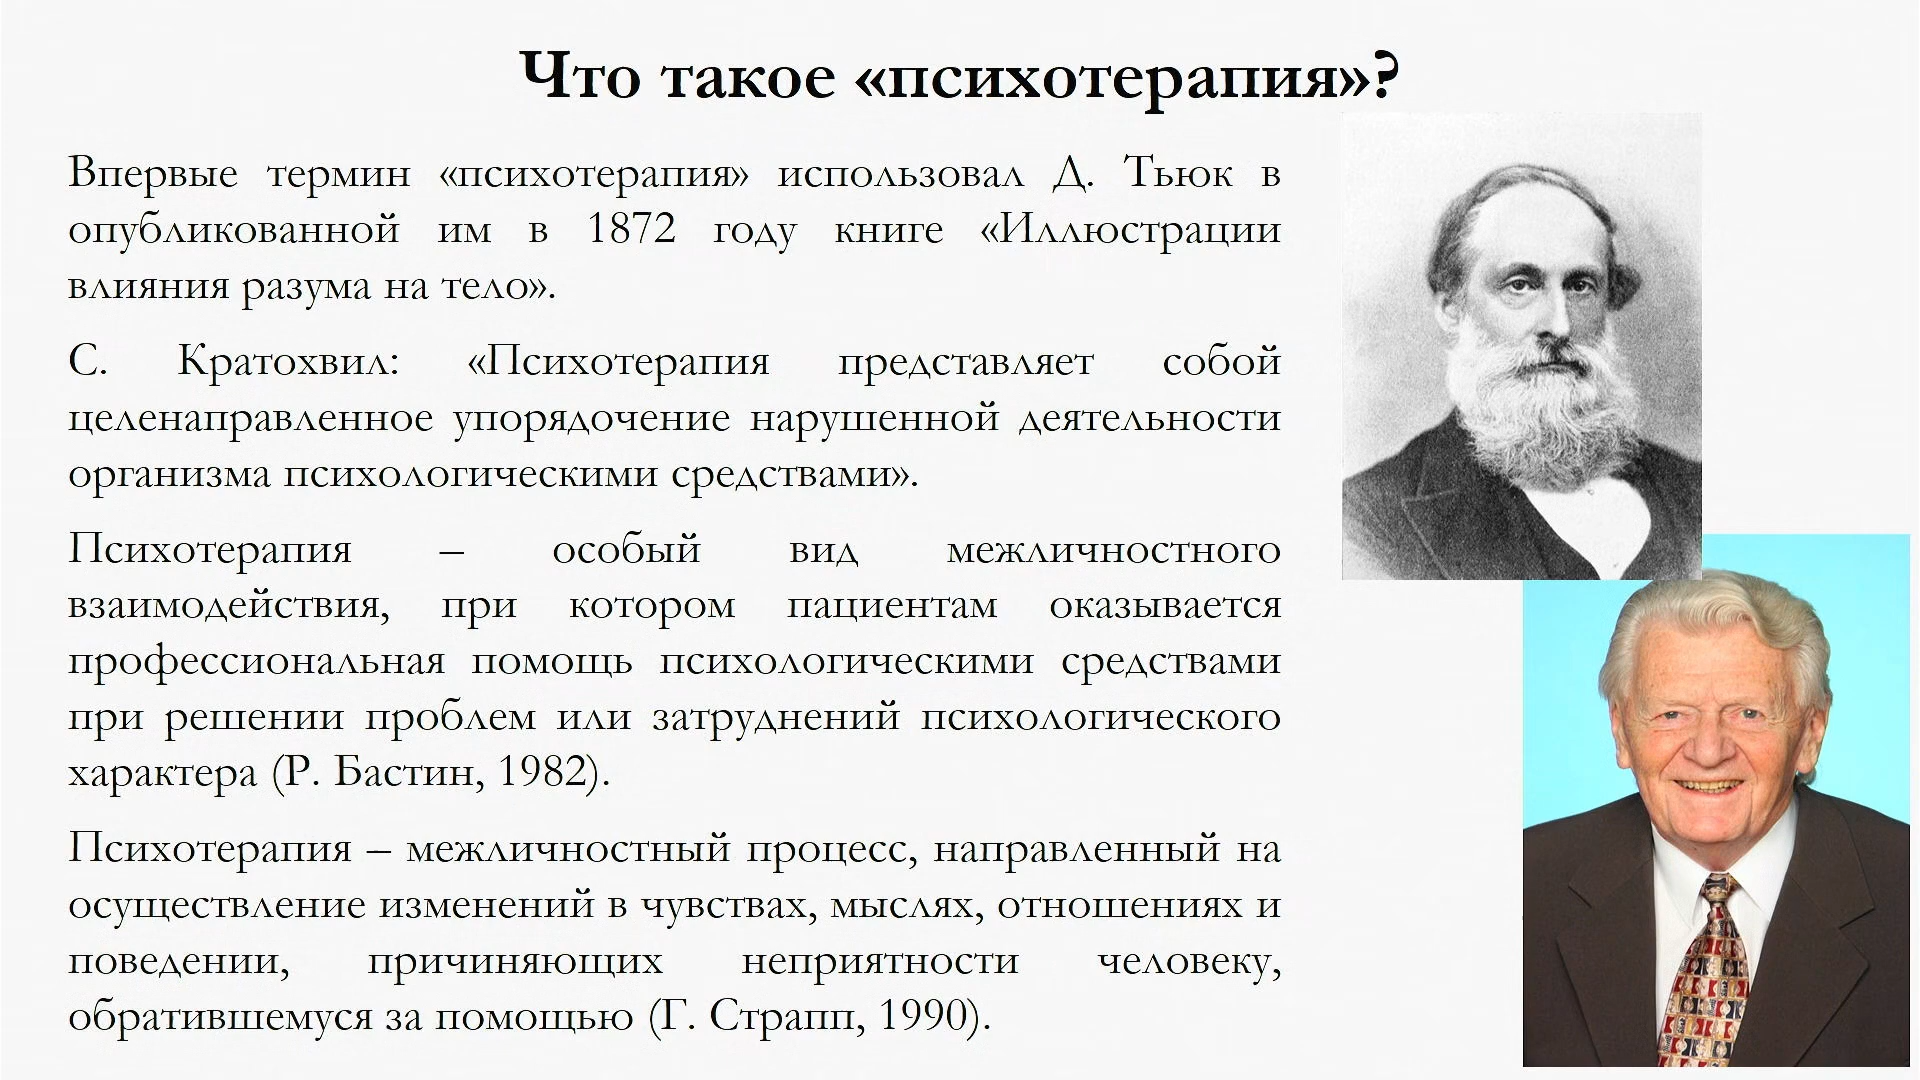 Что такое «психотерапия»?
Впервые термин «психотерапия» использовал Д. Тьюк в
опубликованной им в 1872 году книге «Иллюстрации
влияния разума на тело».
С. Кратохвил: «Психотерапия представляет собой
целенаправленное упорядочение нарушенной деятельности
организма психологическими средствами».
Психотерапия – особый вид межличностного
взаимодействия, при котором пациентам оказывается
профессиональная помощь психологическими средствами
при решении проблем или затруднений психологического
характера (Р. Бастин, 1982).
Психотерапия – межличностный процесс, направленный на
осуществление изменений в чувствах, мыслях, отношениях и
поведении, причиняющих неприятности человеку,
обратившемуся за помощью (Г. Страпп, 1990).